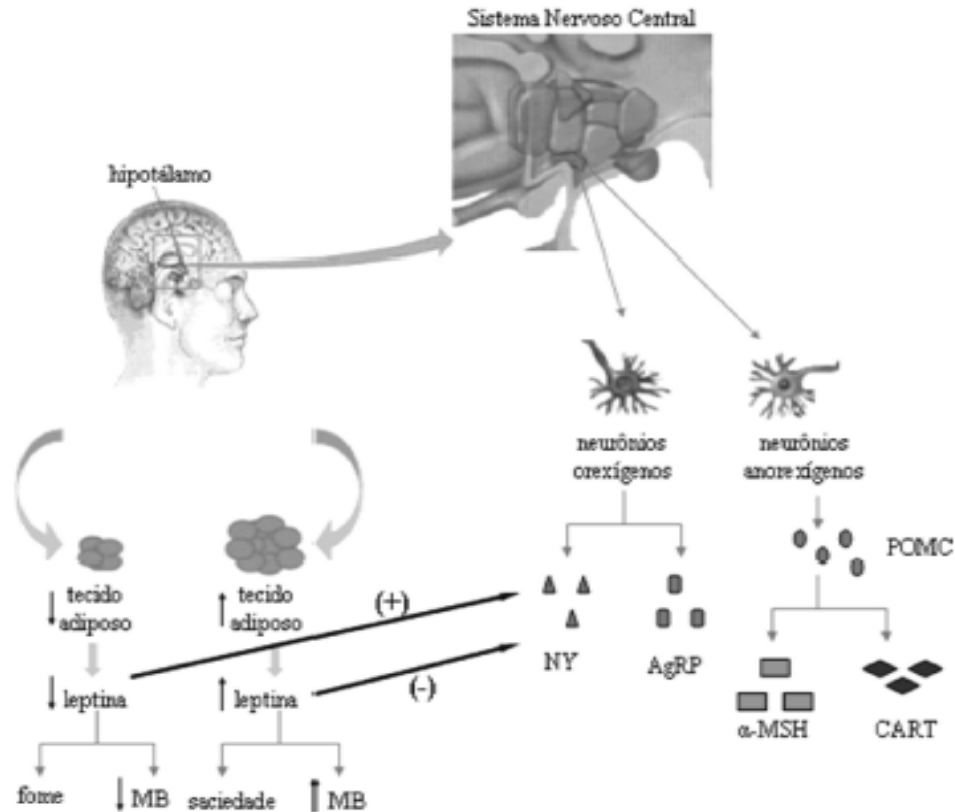 Sistema Nervoso Central
hipotálamo
neurônios
orexígenos
neurônios
anorexígenos
POMC
↓ tecido
adiposo
↑ tecido
adiposo
(+)
(-)
NY
AgRP
α-MSH
CART
↓ leptina
↑ leptina
fome
↓ MB
saciedade
↑ MB